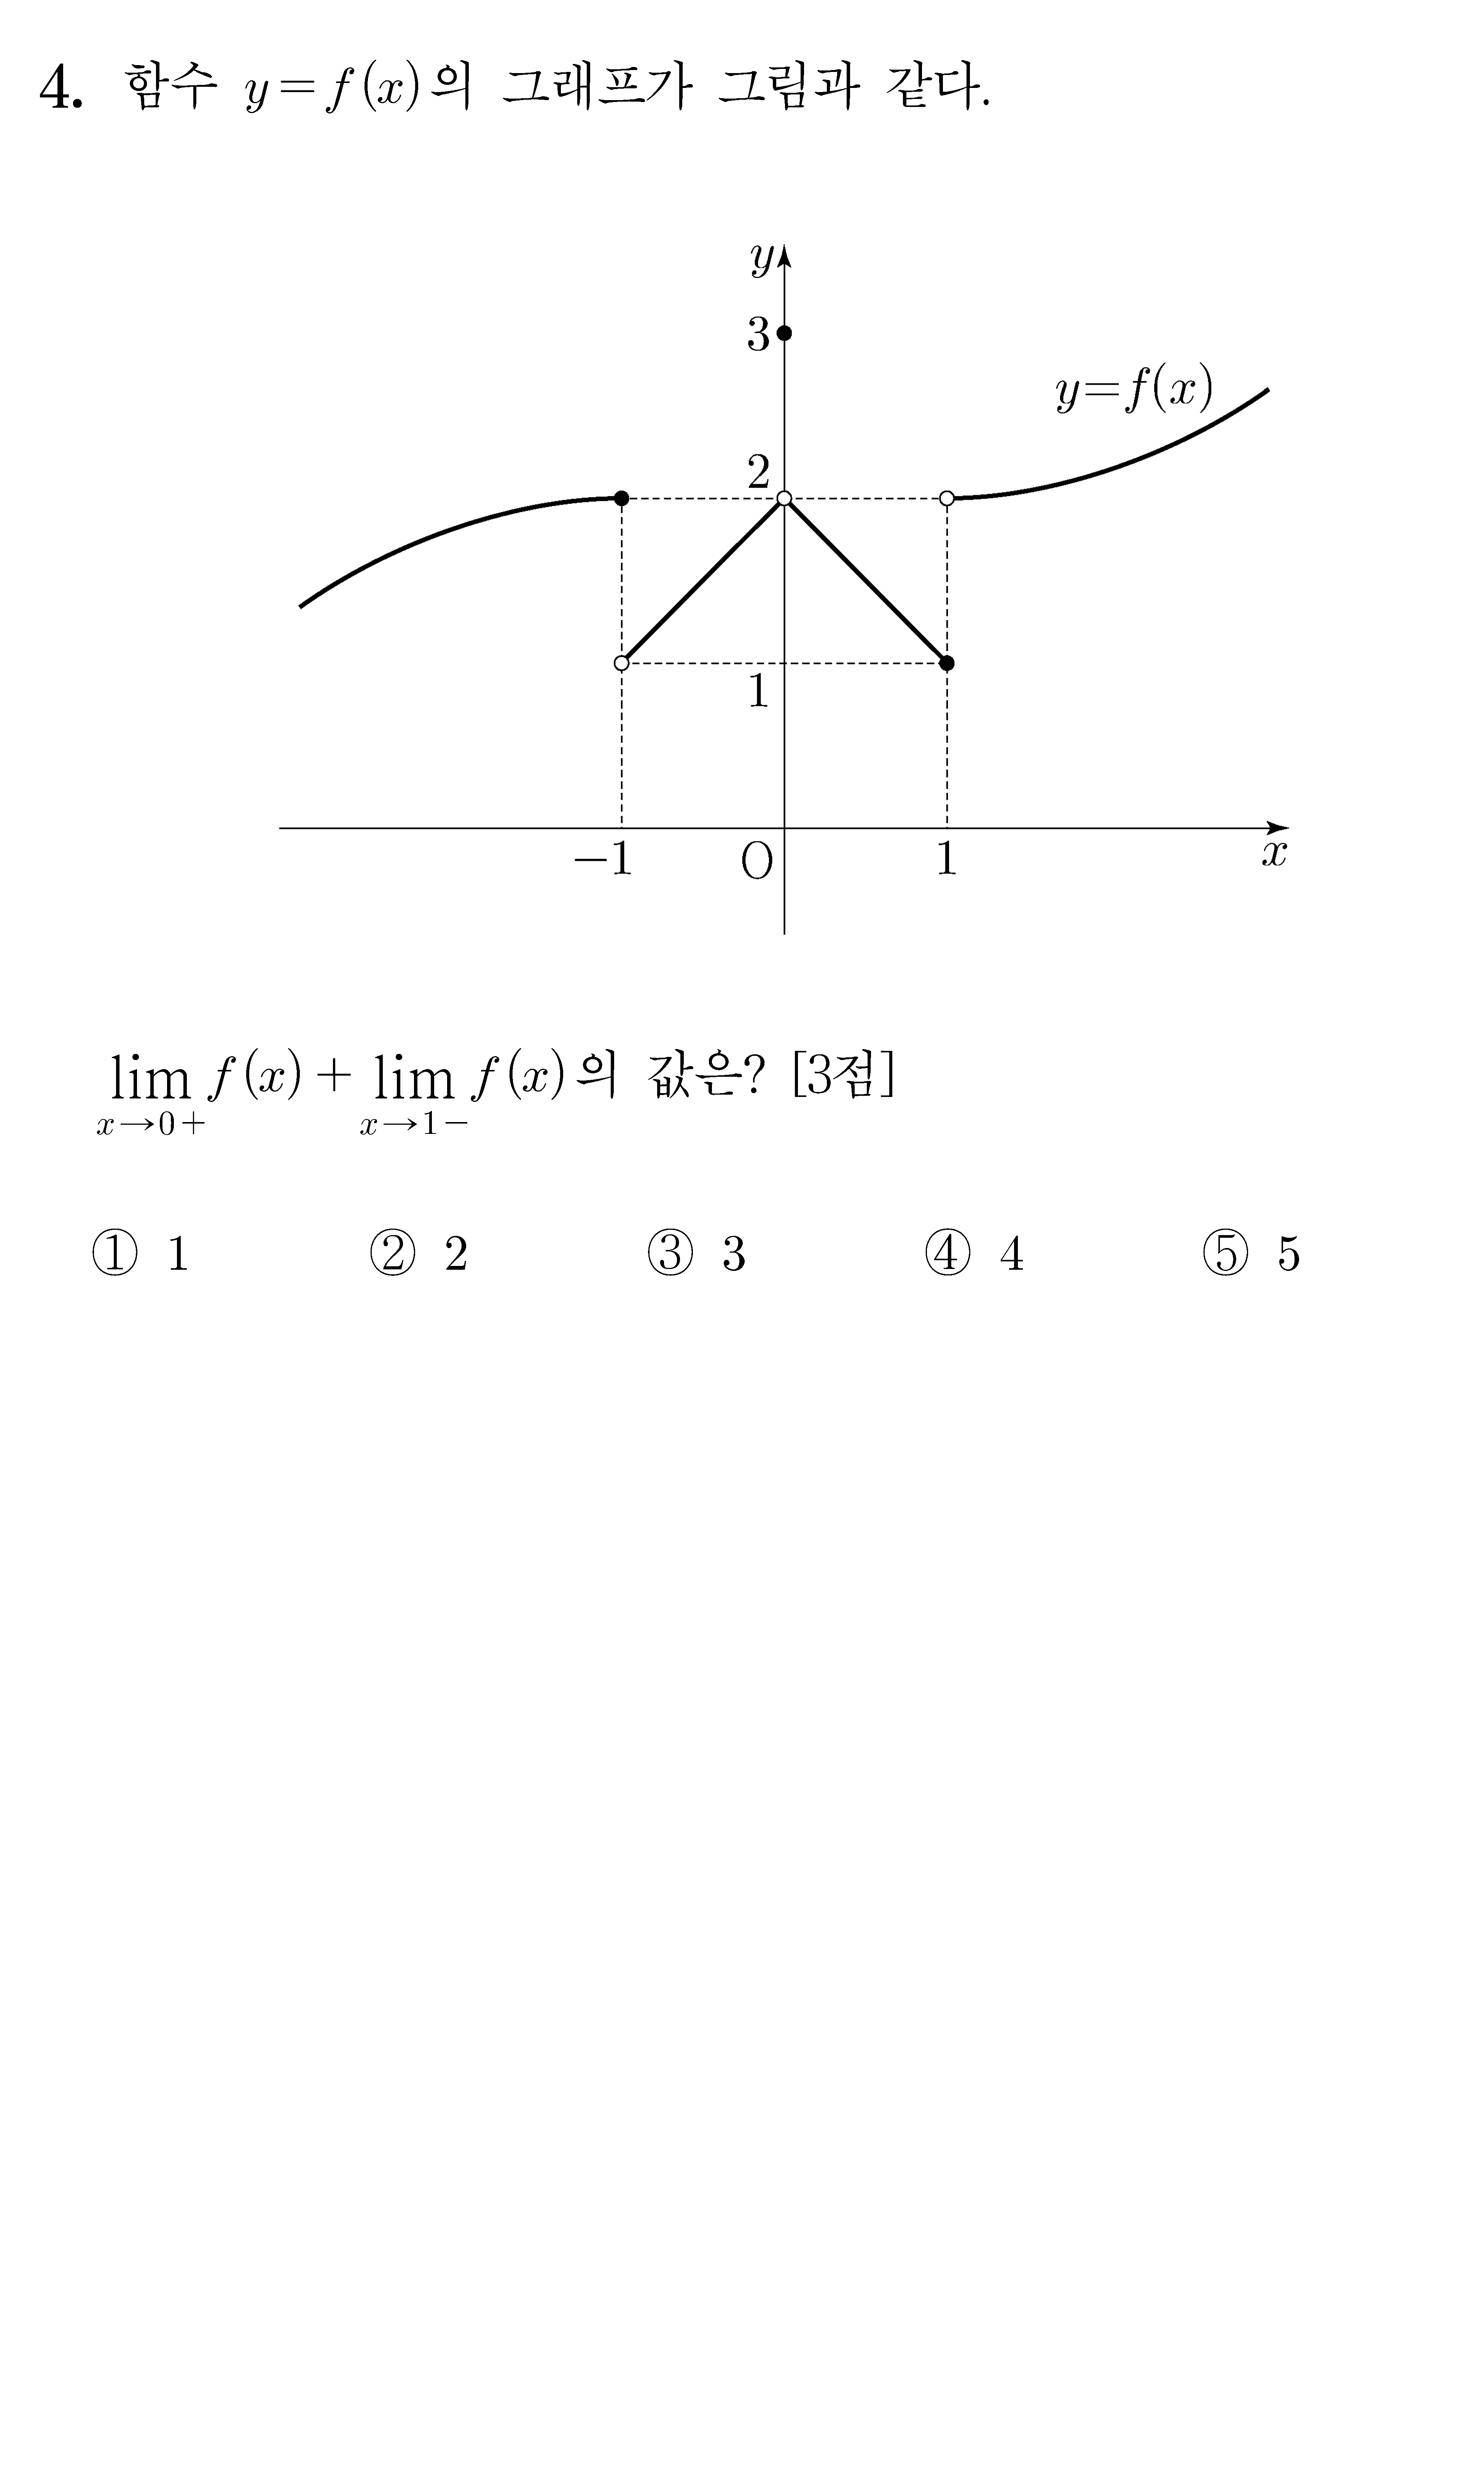 4. 함수 y=f(x)의 그래프가 그림과 같다.
y
3
y=f(x)
2
1
-1 O 1 x
lim f(x) + lim f(x)의 값은? [3점]
x→0+ x→1-
① 1 ② 2 ③ 3 ④ 4 ⑤ 5